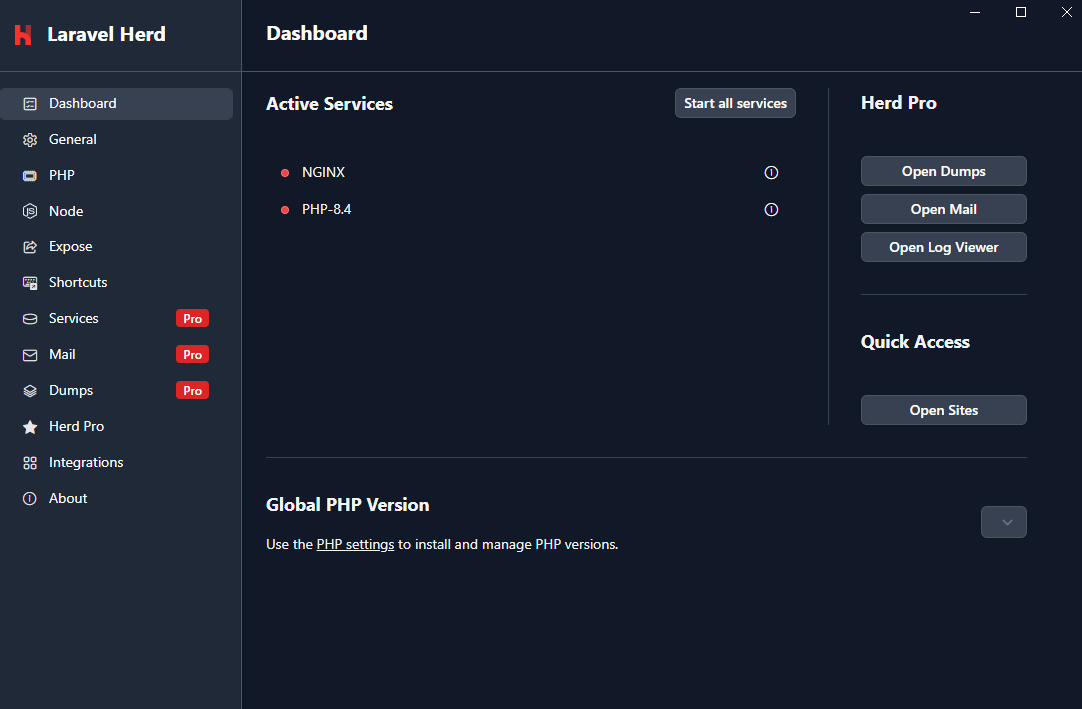 Laravel Herd
Dashboard
General
PHP
Node
Expose
Shortcuts
Services Pro
Mail Pro
Dumps Pro
Herd Pro
Integrations
About
Dashboard
Active Services
Start all services
NGINX
PHP-8.4
Herd Pro
Open Dumps
Open Mail
Open Log Viewer
Quick Access
Open Sites
Global PHP Version
Use the PHP settings to install and manage PHP versions.